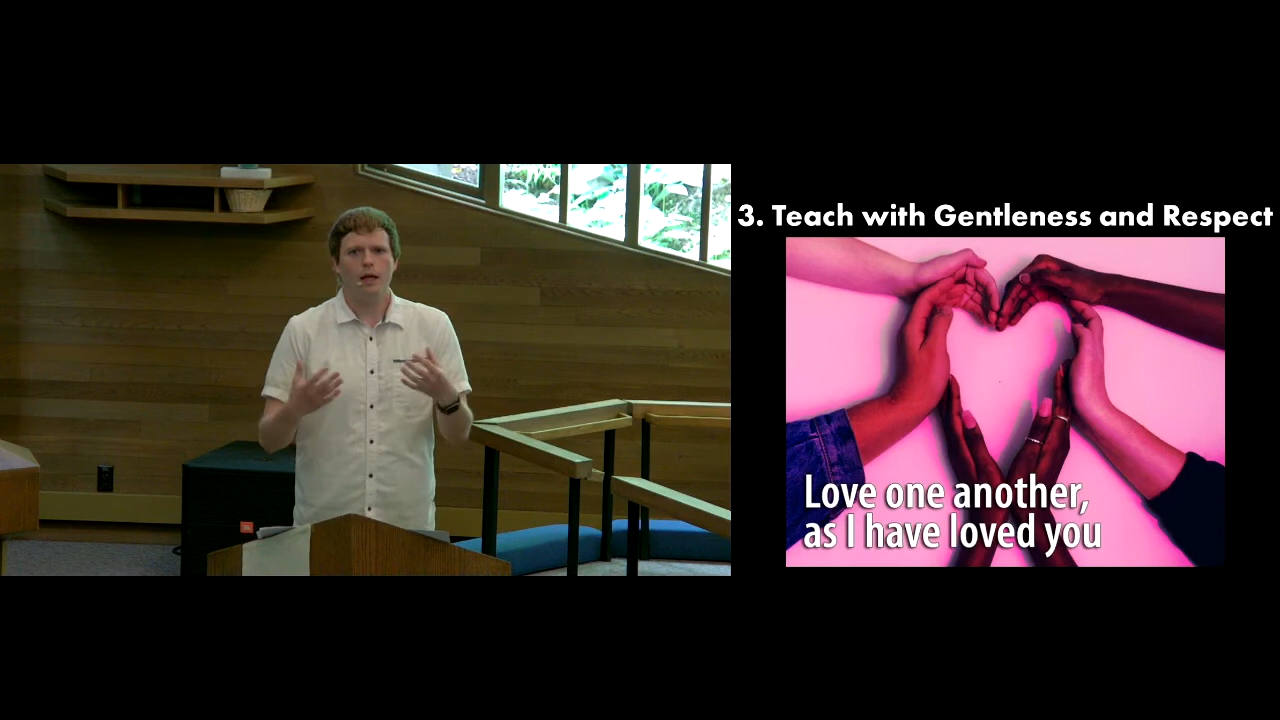 3. Teach with Gentleness and Respect
Love one another,
as I have loved you